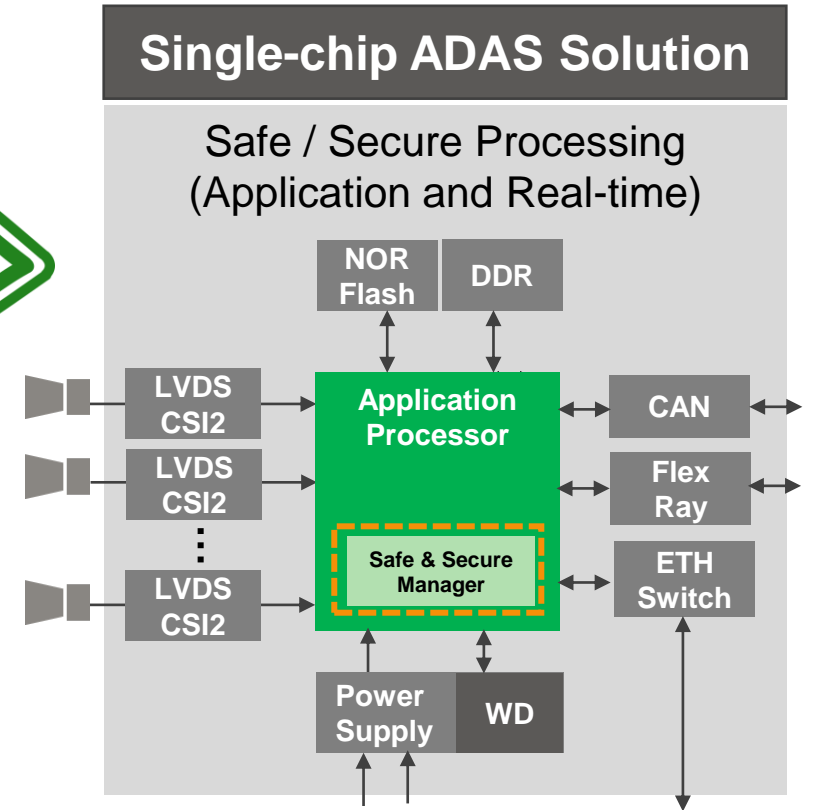 Single-chip ADAS Solution
Safe / Secure Processing
(Application and Real-time)
NOR
Flash
DDR
LVDS
CSI2
Application
Processor
CAN
LVDS
CSI2
Flex
Ray
⋮
Safe & Secure
Manager
ETH
Switch
LVDS
CSI2
Power
Supply
WD